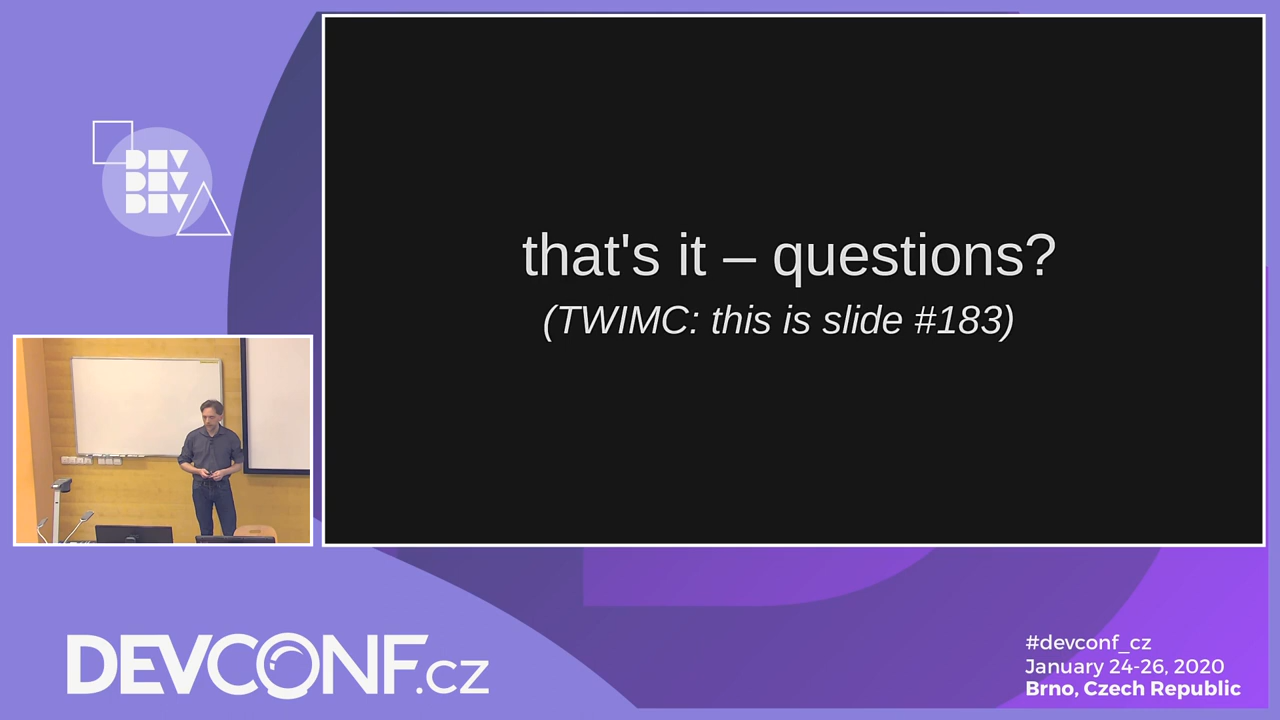 DEV
DEV
DEV
that's it – questions?
(TWIMC: this is slide #183)
DEVCONF.cz
#devconf_cz
January 24-26, 2020
Brno, Czech Republic